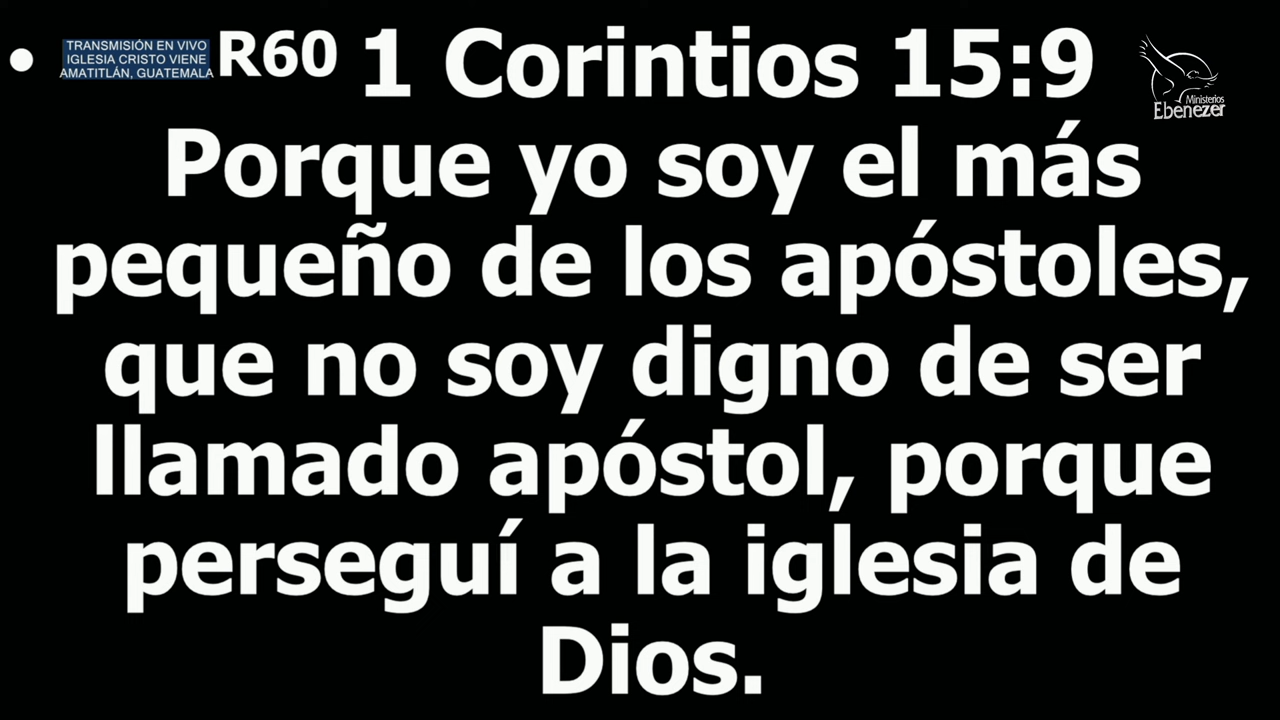 TRANSMISIÓN EN VIVO
IGLESIA CRISTO VIENE
AMATITLÁN, GUATEMALA
• R60 1 Corintios 15:9
Ministerios
Ebenezer
Porque yo soy el más
pequeño de los apóstoles,
que no soy digno de ser
llamado apóstol, porque
perseguí a la iglesia de
Dios.